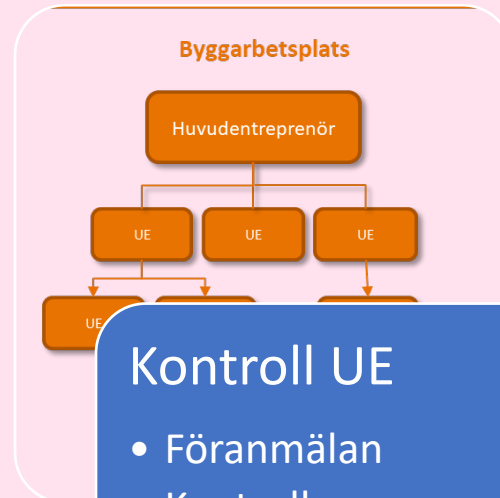 Byggarbetsplats
Huvudentreprenör
UE UE UE
UE
Kontroll UE
• Föranmälan